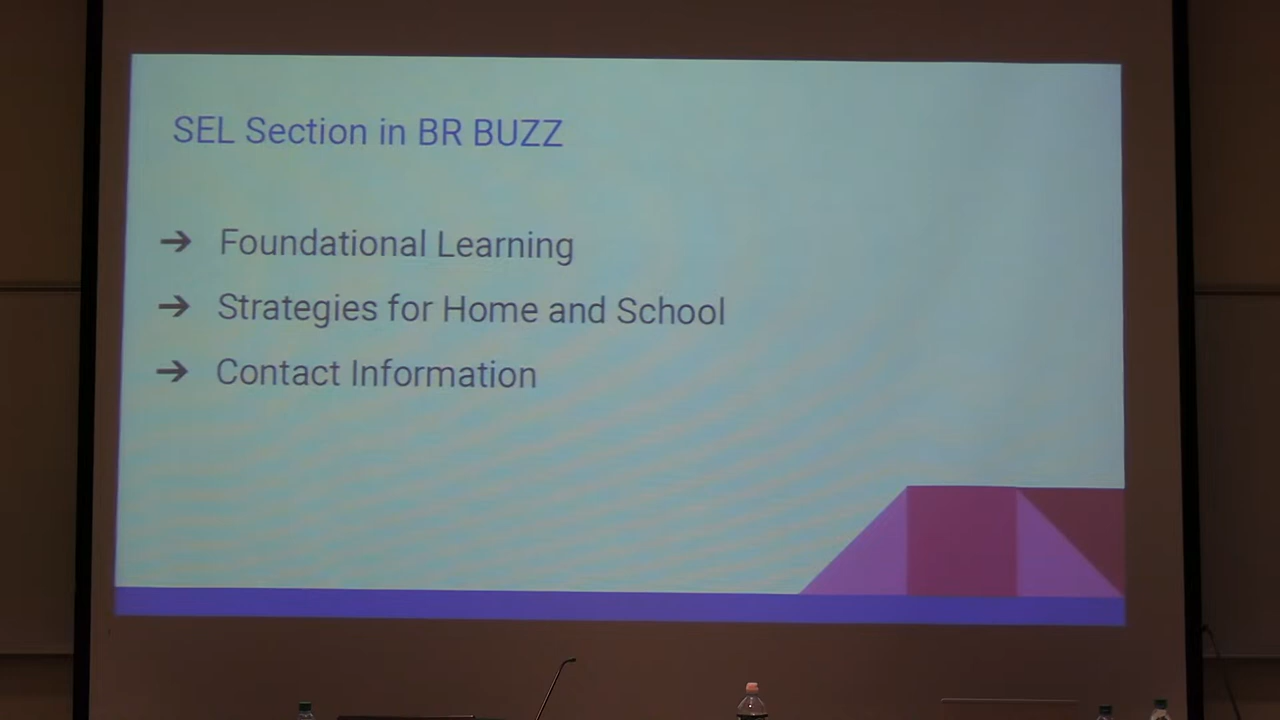 SEL Section in BR BUZZ
➔ Foundational Learning
➔ Strategies for Home and School
➔ Contact Information